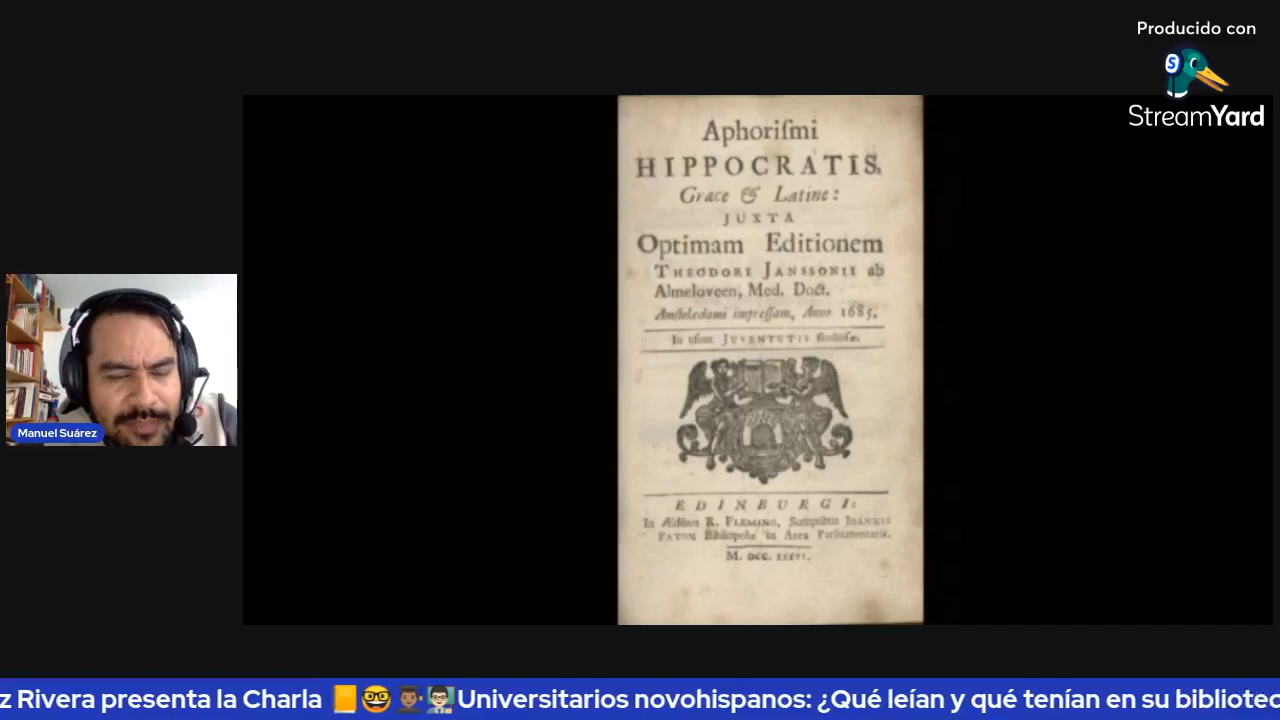 Producido con
StreamYard
Aphoriſmi
HIPPOCRATIS,
Græce & Latine:
JUXTA
Optimam Editionem
THEODORI JANSSONII ab
Almeloveen, Med. Doct.
Amſteledami impreſſam, Anno 1685.
In uſum JUVENTUTIS ſtudioſæ.
EDINBURGI:
In Ædibus R. FLEMING, Sumptibus JOANNIS
PATON Bibliopolæ in Area Parliamentaria.
M. DCC.
Manuel Suárez
z Rivera presenta la Charla 📒🤓👨🏾‍🎓👨🏻‍🏫Universitarios novohispanos: ¿Qué leían y qué tenían en su bibliotec